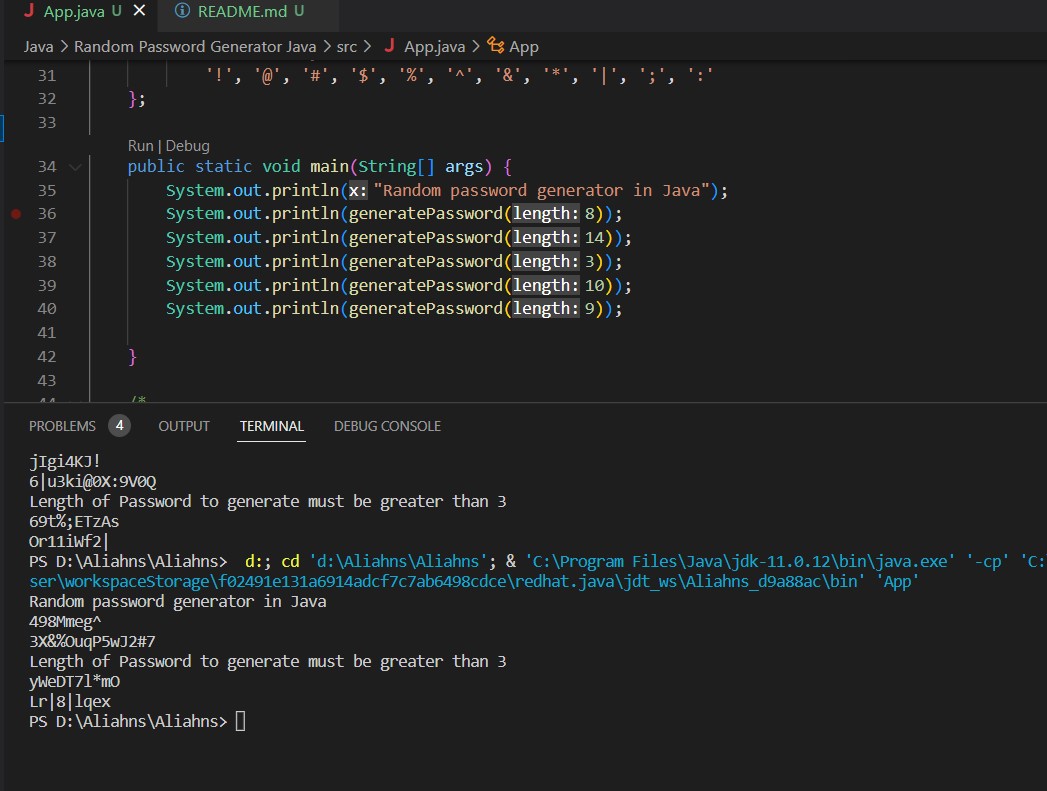 App.java U
README.md U
Java > Random Password Generator Java > src > App.java > App
31 '!', '@', '#', '$', '%', '^', '&', '*', '|', ';', ':'
32 };
33
Run | Debug
34 public static void main(String[] args) {
35 System.out.println(x: "Random password generator in Java");
36 System.out.println(generatePassword(length: 8));
37 System.out.println(generatePassword(length: 14));
38 System.out.println(generatePassword(length: 3));
39 System.out.println(generatePassword(length: 10));
40 System.out.println(generatePassword(length: 9));
41
42 }
43
44 /*
PROBLEMS 4 OUTPUT TERMINAL DEBUG CONSOLE
jIgi4KJ!
6|u3ki@0X:9V0Q
Length of Password to generate must be greater than 3
69t%;ETzAs
Or11iWf2|
PS D:\Aliahns\Aliahns> d:; cd 'd:\Aliahns\Aliahns'; & 'C:\Program Files\Java\jdk-11.0.12\bin\java.exe' '-cp' 'C:
ser\workspaceStorage\f02491e131a6914adcf7c7ab6498cdce\redhat.java\jdt_ws\Aliahns_d9a88ac\bin' 'App'
Random password generator in Java
498Mmeg^
3X&%OuqP5wJ2#7
Length of Password to generate must be greater than 3
yWeDT7l*mO
Lr|8|lqex
PS D:\Aliahns\Aliahns>